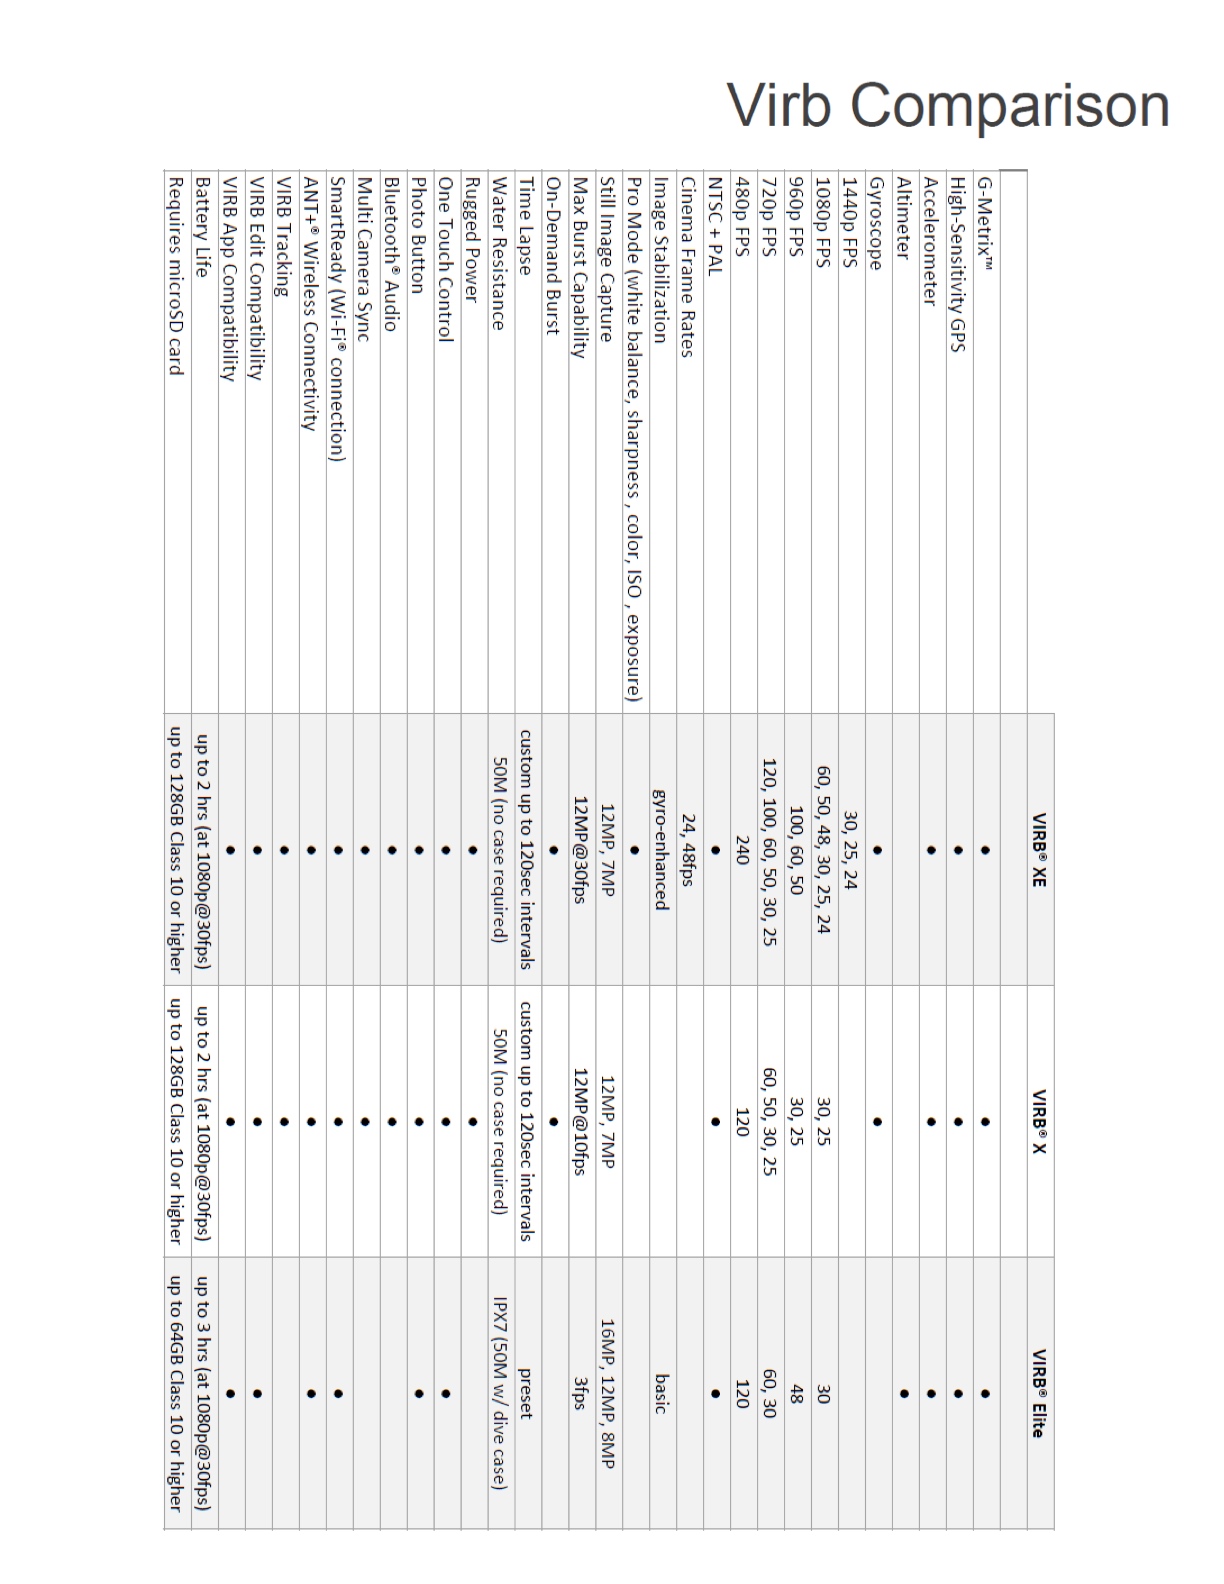 Virb Comparison
VIRB® XE VIRB® X VIRB® Elite
G-Metrix™ • • •
High-Sensitivity GPS • • •
Accelerometer • • •
Altimeter •
Gyroscope • •
1440p FPS 30, 25, 24
1080p FPS 60, 50, 48, 30, 25, 24 30, 25 30
960p FPS 100, 60, 50 30, 25 48
720p FPS 120, 100, 60, 50, 30, 25 60, 50, 30, 25 60, 30
480p FPS 240 120 120
NTSC + PAL • • •
Cinema Frame Rates 24, 48fps
Image Stabilization gyro-enhanced basic
Pro Mode (white balance, sharpness , color, ISO , exposure) •
Still Image Capture 12MP, 7MP 12MP, 7MP 16MP, 12MP, 8MP
Max Burst Capability 12MP@30fps 12MP@10fps 3fps
On-Demand Burst • •
Time Lapse custom up to 120sec intervals custom up to 120sec intervals preset
Water Resistance 50M (no case required) 50M (no case required) IPX7 (50M w/ dive case)
Rugged Power • •
One Touch Control • • •
Photo Button • • •
Bluetooth® Audio • •
Multi Camera Sync • •
SmartReady (Wi-Fi® connection) • • •
ANT+® Wireless Connectivity • • •
VIRB Tracking • •
VIRB Edit Compatibility • • •
VIRB App Compatibility • • •
Battery Life up to 2 hrs (at 1080p@30fps) up to 2 hrs (at 1080p@30fps) up to 3 hrs (at 1080p@30fps)
Requires microSD card up to 128GB Class 10 or higher up to 128GB Class 10 or higher up to 64GB Class 10 or higher